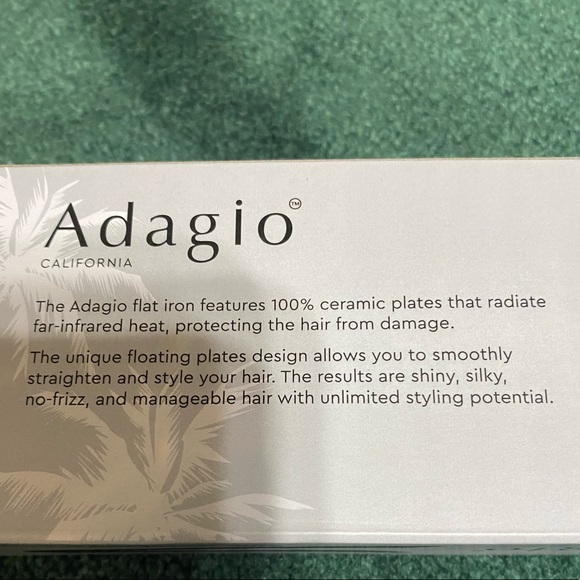 Adagio™
CALIFORNIA
The Adagio flat iron features 100% ceramic plates that radiate
far-infrared heat, protecting the hair from damage.
The unique floating plates design allows you to smoothly
straighten and style your hair. The results are shiny, silky,
no-frizz, and manageable hair with unlimited styling potential.